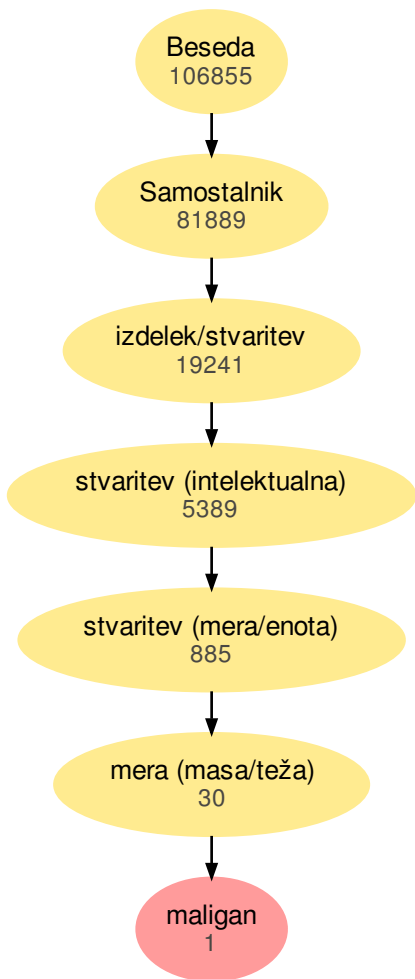 Beseda
106855
Samostalnik
81889
izdelek/stvaritev
19241
stvaritev (intelektualna)
5389
stvaritev (mera/enota)
885
mera (masa/teža)
30
maligan
1